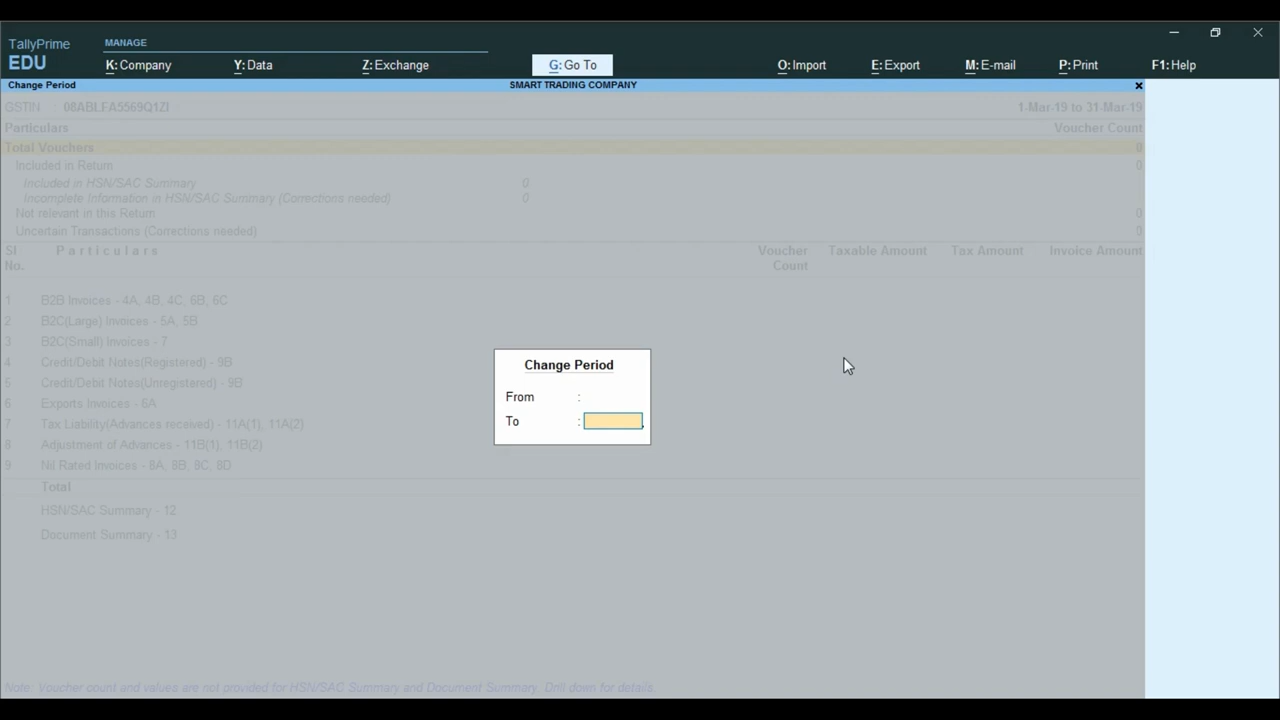 TallyPrime
MANAGE
EDU
K: Company
Y: Data
Z: Exchange
G: Go To
O: Import
E: Export
M: E-mail
P: Print
F1: Help
Change Period
SMART TRADING COMPANY
GSTIN : 08ABLFA5569Q1ZI
1-Mar-19 to 31-Mar-19
Particulars
Voucher Count
Total Vouchers 0
Included in Return 0
Included in HSN/SAC Summary 0
Incomplete Information in HSN/SAC Summary (Corrections needed) 0
Not relevant in this Return 0
Uncertain Transactions (Corrections needed) 0
Sl No.
Particulars
Voucher Count
Taxable Amount
Tax Amount
Invoice Amount
1 B2B Invoices - 4A, 4B, 4C, 6B, 6C
2 B2C(Large) Invoices - 5A, 5B
3 B2C(Small) Invoices - 7
4 Credit/Debit Notes(Registered) - 9B
5 Credit/Debit Notes(Unregistered) - 9B
6 Exports Invoices - 6A
7 Tax Liability(Advances received) - 11A(1), 11A(2)
8 Adjustment of Advances - 11B(1), 11B(2)
9 Nil Rated Invoices - 8A, 8B, 8C, 8D
Total
HSN/SAC Summary - 12
Document Summary - 13
Change Period
From :
To :
Note: Voucher count and values are not provided for HSN/SAC Summary and Document Summary. Drill down for details.